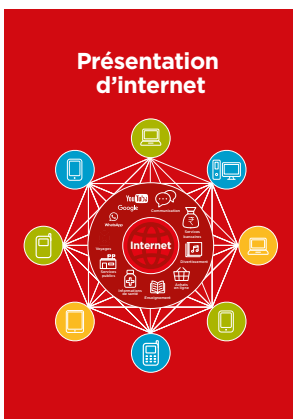 Présentation
d'internet
YouTube
Google
WhatsApp
Communication
Services
bancaires
Internet
Voyages
Divertissement
Services
publics
Achats
en ligne
Informations
de santé
Enseignement